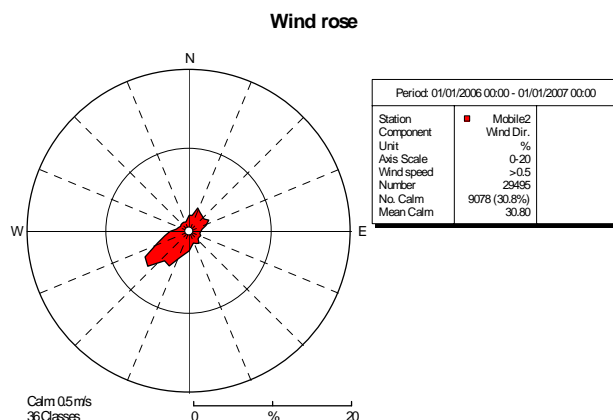 Wind rose
N
Period: 01/01/2006 00:00 - 01/01/2007 00:00
Station Mobile2
Component Wind Dir.
Unit %
Axis Scale 0-20
Wind speed >0.5
Number 29495
No. Calm 9078 (30.8%)
Mean Calm 30.80
W E
S
Calm: 0.5 m/s
36 Classes 0 % 20